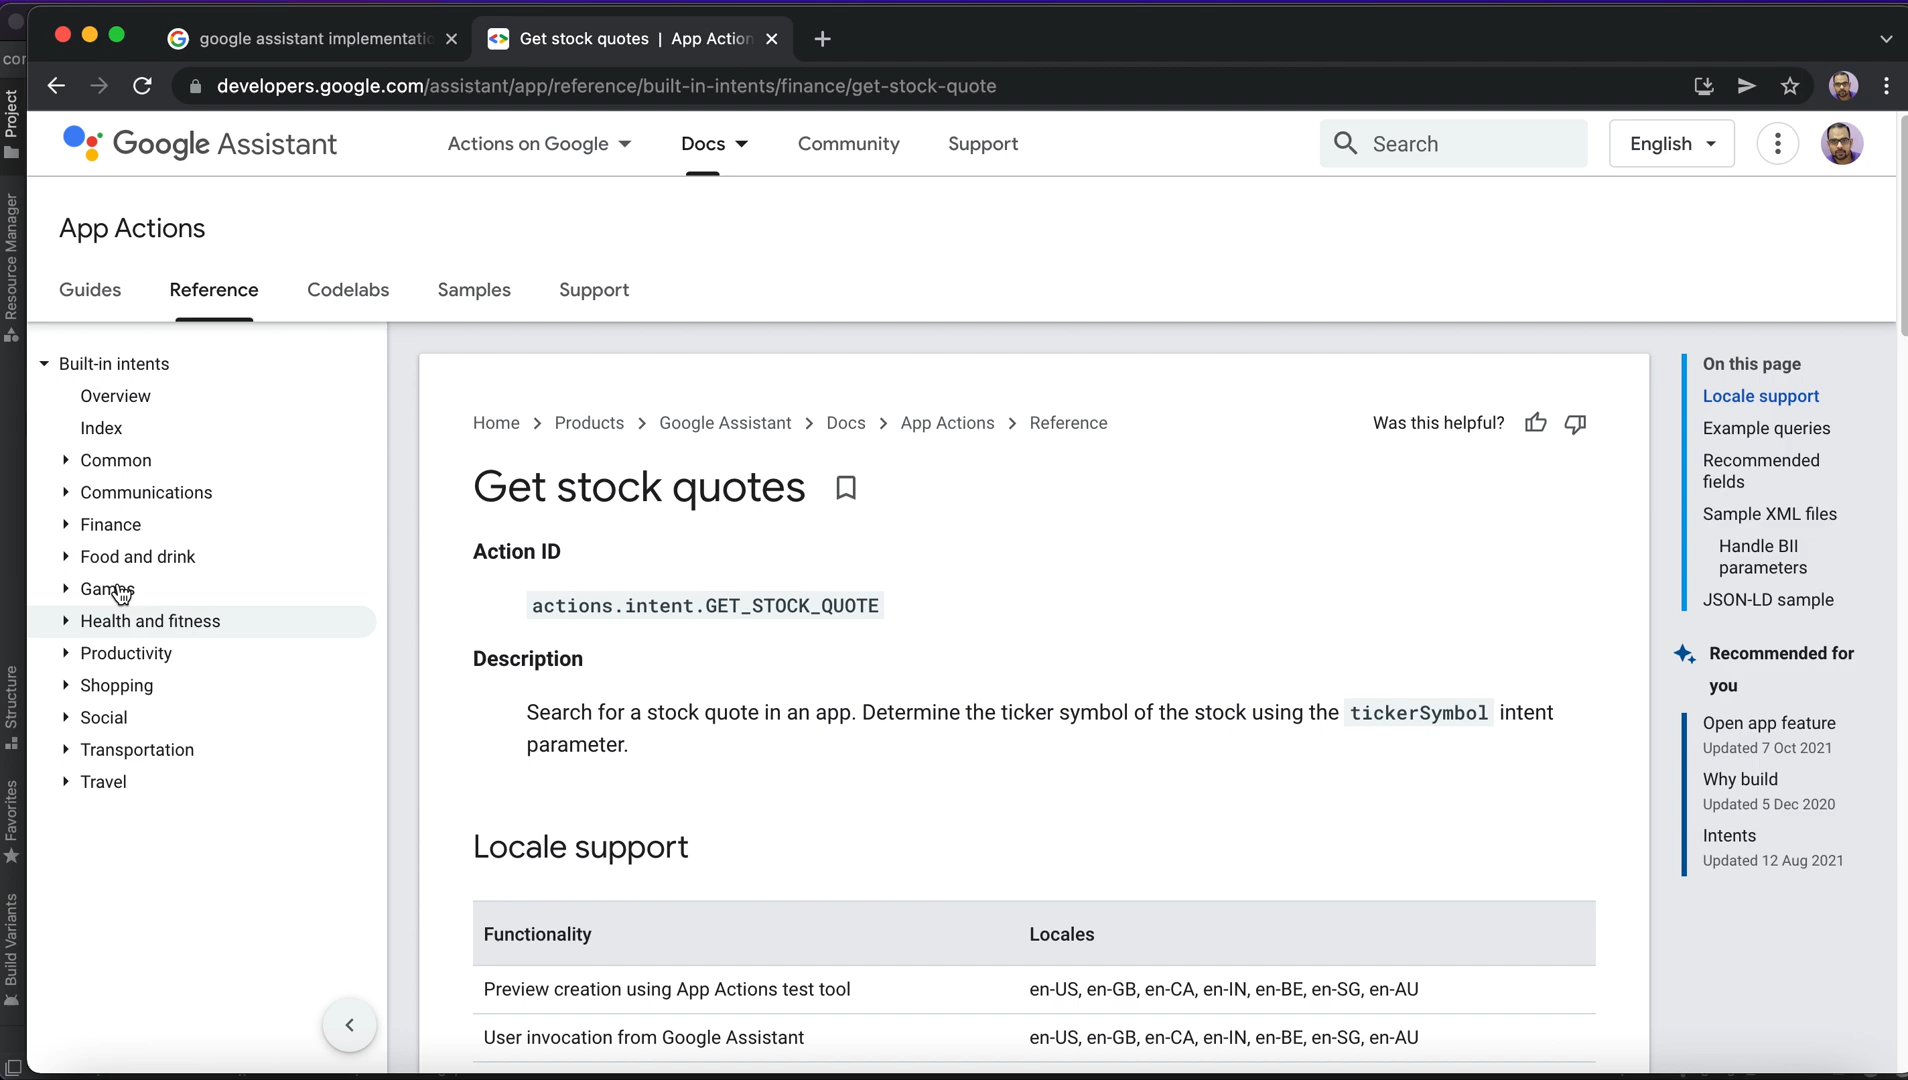 google assistant implementatio
Get stock quotes | App Action
developers.google.com/assistant/app/reference/built-in-intents/finance/get-stock-quote
Google Assistant
Actions on Google
Docs
Community
Support
Search
English
App Actions
Guides
Reference
Codelabs
Samples
Support
Built-in intents
Overview
Index
Common
Communications
Finance
Food and drink
Games
Health and fitness
Productivity
Shopping
Social
Transportation
Travel
Home > Products > Google Assistant > Docs > App Actions > Reference
Was this helpful?
Get stock quotes
Action ID
actions.intent.GET_STOCK_QUOTE
Description
Search for a stock quote in an app. Determine the ticker symbol of the stock using the tickerSymbol intent
parameter.
Locale support
Functionality
Locales
Preview creation using App Actions test tool
en-US, en-GB, en-CA, en-IN, en-BE, en-SG, en-AU
User invocation from Google Assistant
en-US, en-GB, en-CA, en-IN, en-BE, en-SG, en-AU
On this page
Locale support
Example queries
Recommended
fields
Sample XML files
Handle BII
parameters
JSON-LD sample
Recommended for
you
Open app feature
Updated 7 Oct 2021
Why build
Updated 5 Dec 2020
Intents
Updated 12 Aug 2021
Project
Resource Manager
Structure
Favorites
Build Variants